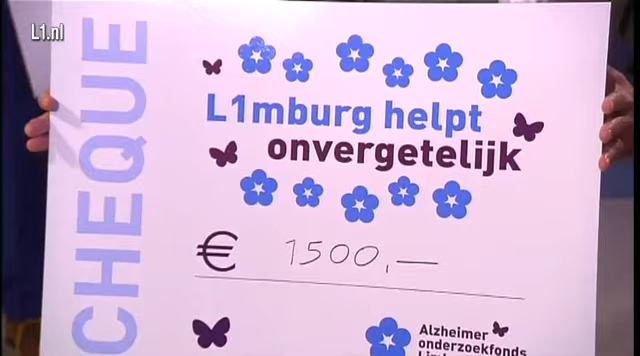 L1.nl
CHEQUE
L1mburg helpt
onvergetelijk
€ 1500,—
Alzheimer
onderzoekfonds